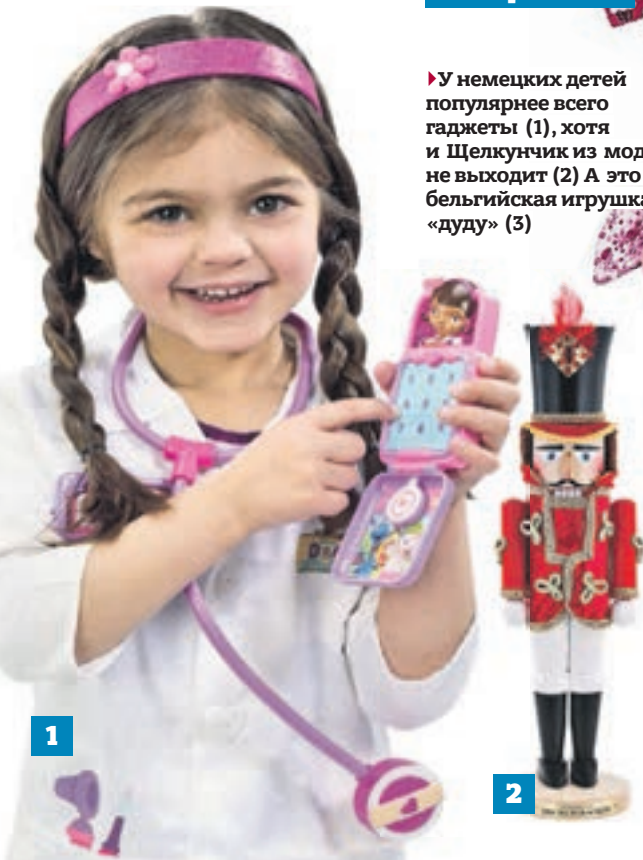 ▸У немецких детей
популярнее всего
гаджеты (1), хотя
и Щелкунчик из мод
не выходит (2) А это
бельгийская игрушка
«дуду» (3)
1
2